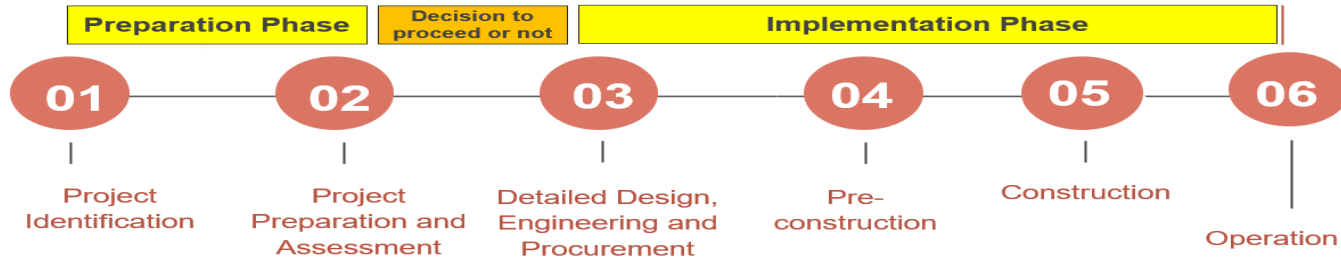 Preparation Phase
Decision to
proceed or not
Implementation Phase
01
02
03
04
05
06
Project
Identification
Project
Preparation and
Assessment
Detailed Design,
Engineering and
Procurement
Pre-
construction
Construction
Operation